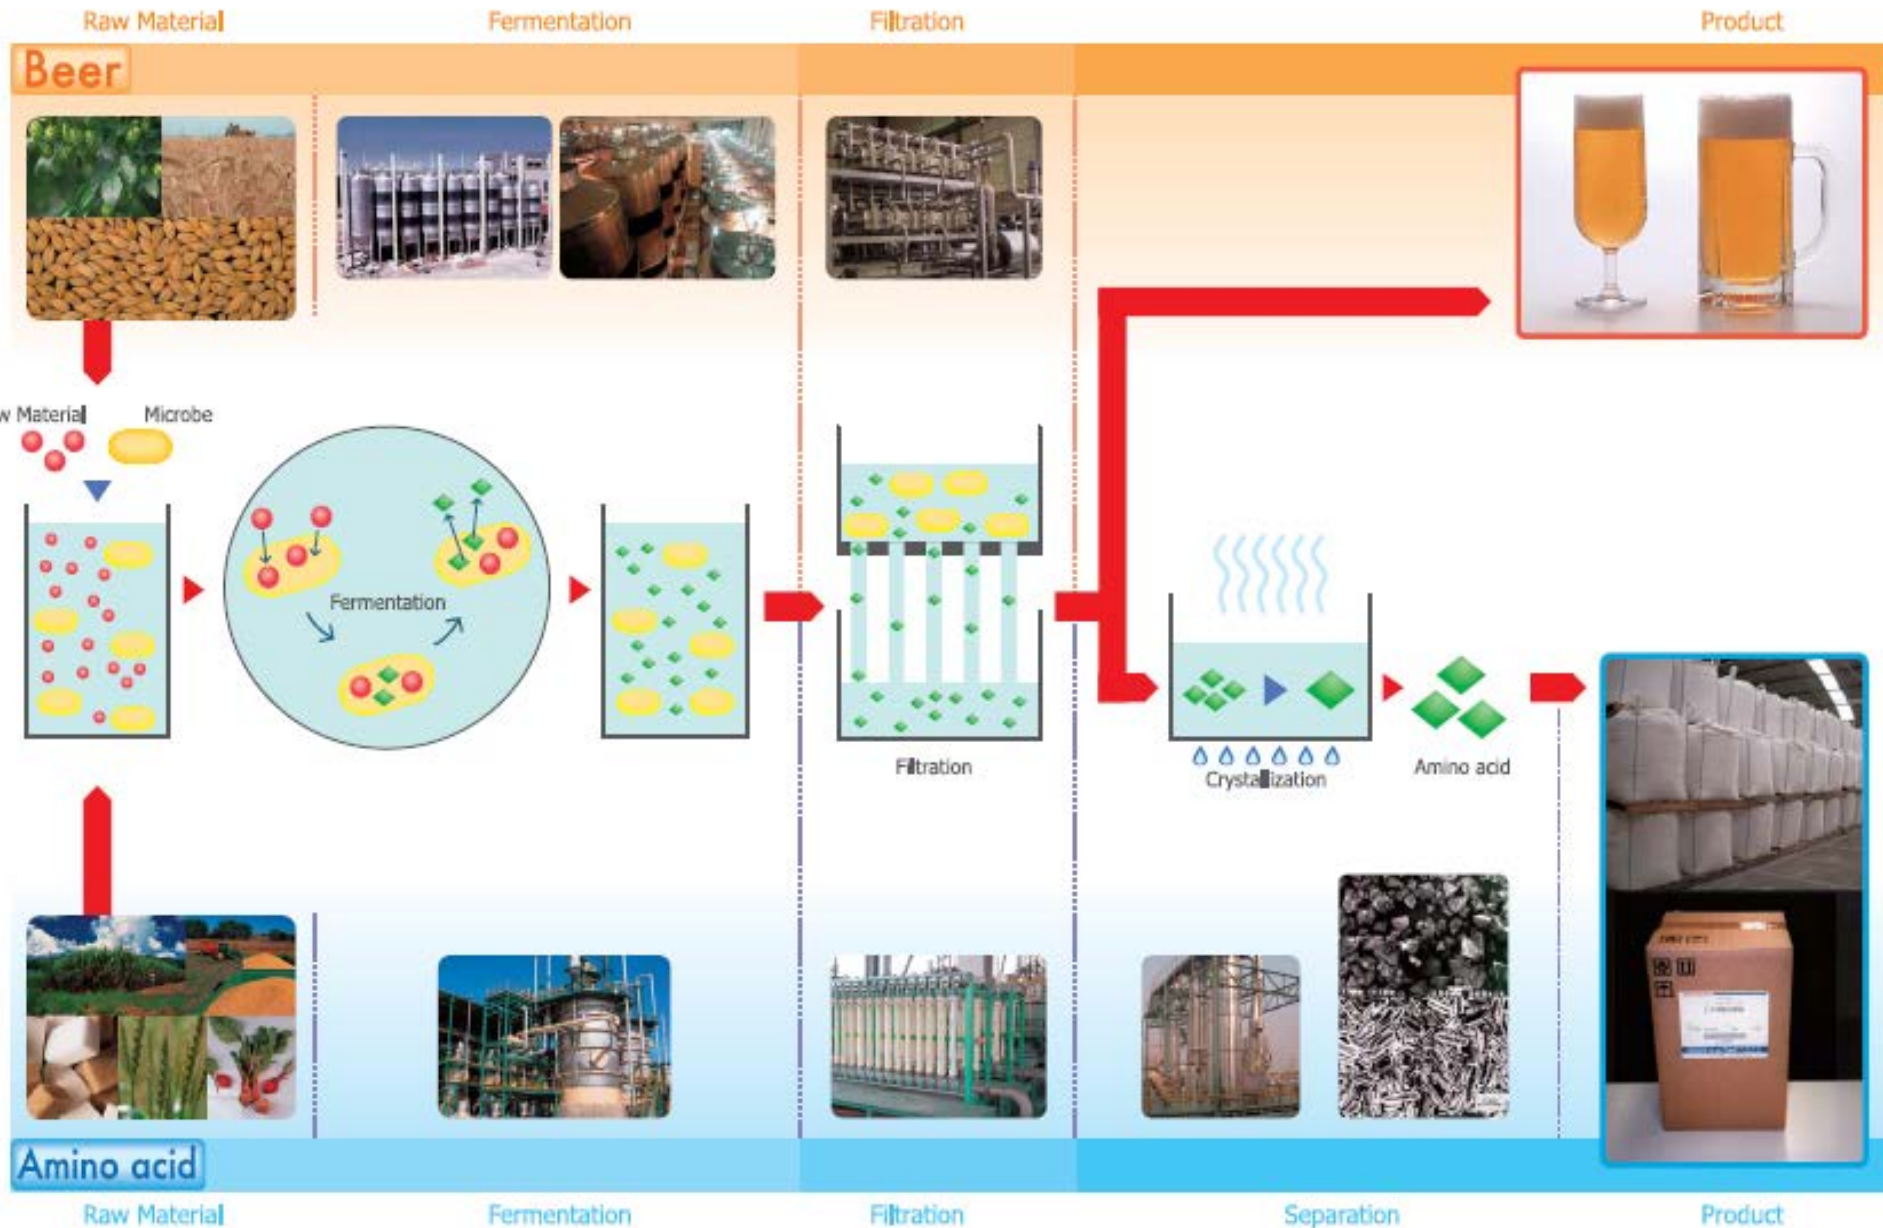 Raw Material
Fermentation
Filtration
Product
Beer
w Material
Microbe
Fermentation
Filtration
Crystallization
Amino acid
Amino acid
Raw Material
Fermentation
Filtration
Separation
Product